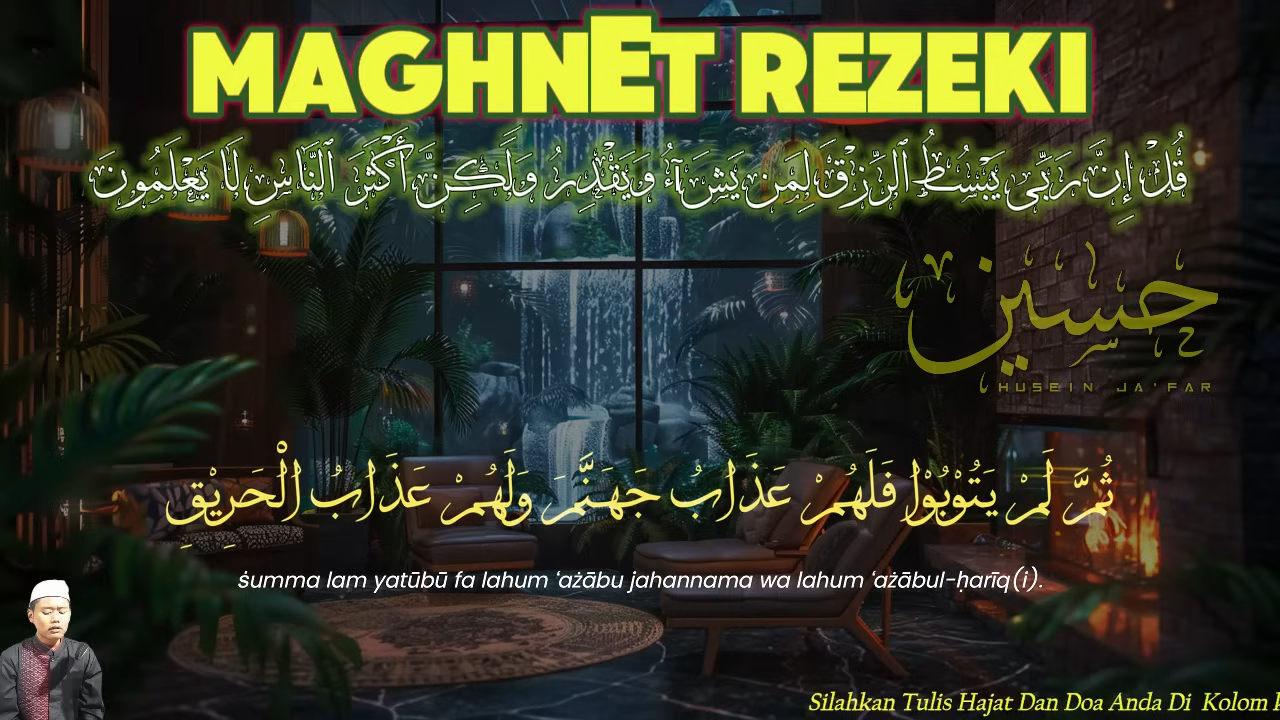 MAGHNET REZEKI
قُلْ إِنَّ رَبِّى يَبْسُطُ ٱلرِّزْقَ لِمَن يَشَآءُ وَيَقْدِرُ وَلَٰكِنَّ أَكْثَرَ ٱلنَّاسِ لَا يَعْلَمُونَ
حسين
HUSEIN JA'FAR
ثُمَّ لَمْ يَتُوْبُوْا فَلَهُمْ عَذَابُ جَهَنَّمَ وَلَهُمْ عَذَابُ الْحَرِيْقِۗ
ṡumma lam yatūbū fa lahum ‘ażābu jahannama wa lahum ‘ażābul-ḥarīq(i).
Silahkan Tulis Hajat Dan Doa Anda Di Kolom